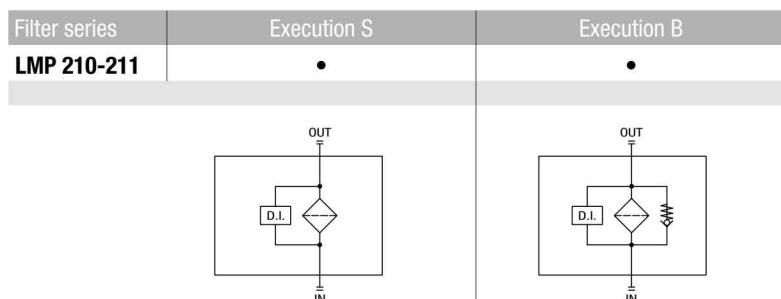 Filter series Execution S Execution B
LMP 210-211 • •
OUT OUT
D.I. D.I.
IN IN